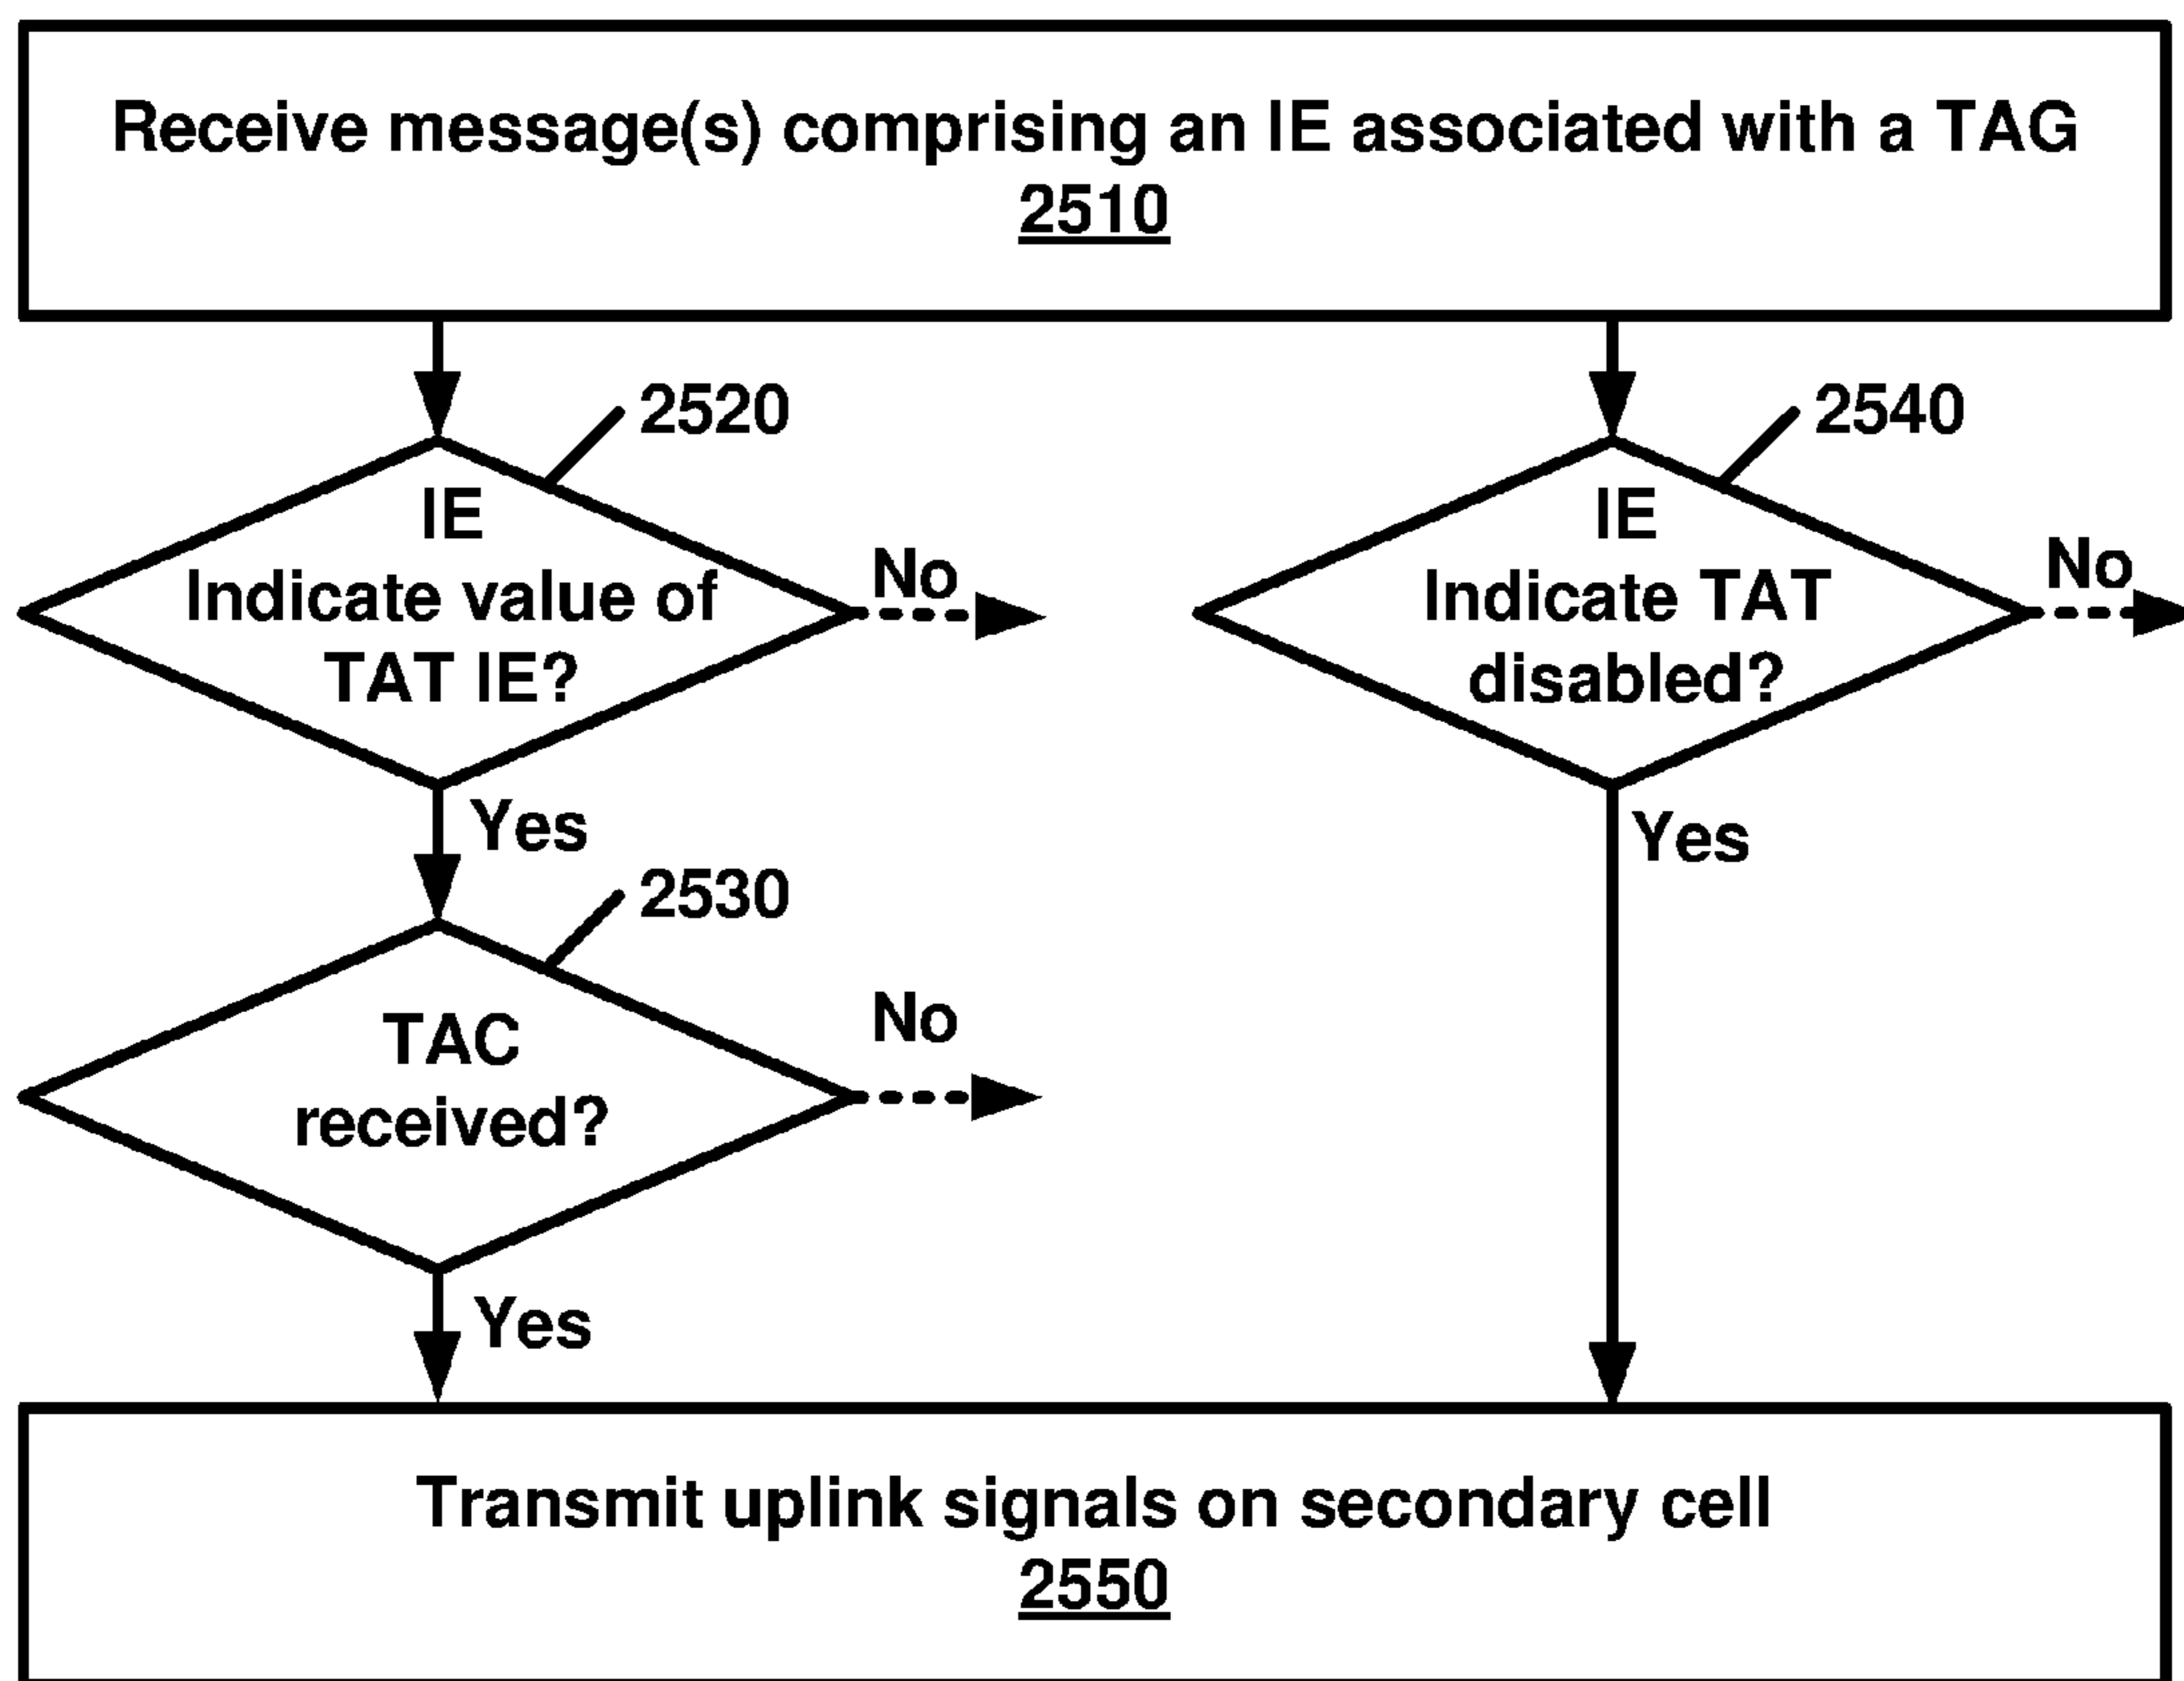 Receive message(s) comprising an IE associated with a TAG
2510
2520
IE
Indicate value of
TAT IE?
No
Yes
2530
TAC
received?
No
Yes
2540
IE
Indicate TAT
disabled?
No
Yes
Transmit uplink signals on secondary cell
2550